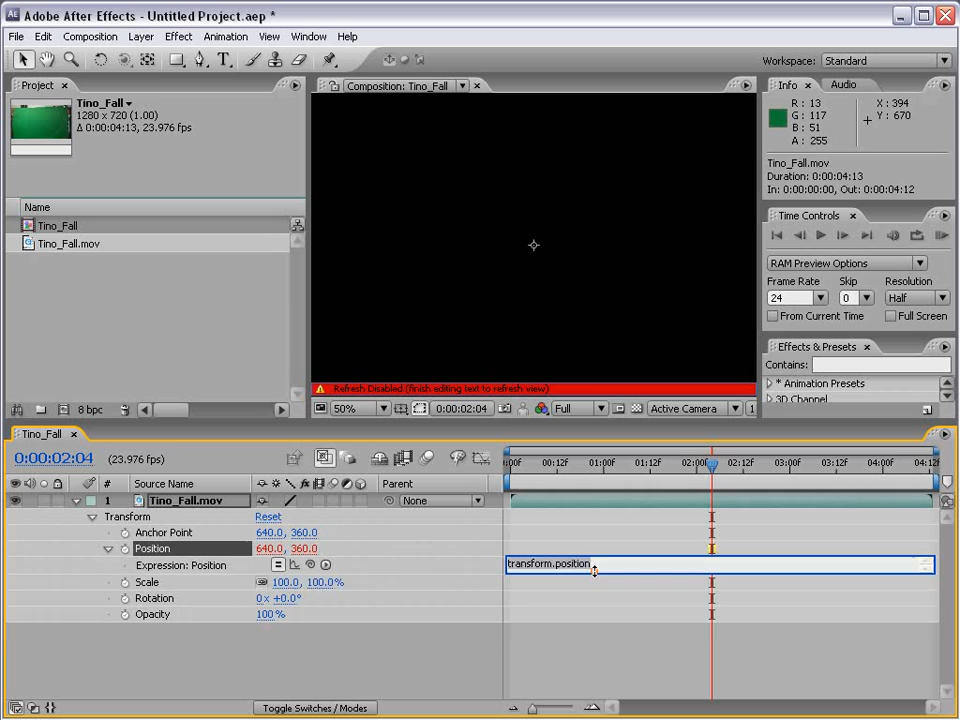 Adobe After Effects - Untitled Project.aep *
File Edit Composition Layer Effect Animation View Window Help
Workspace: Standard
Project
Composition: Tino_Fall
Info Audio
Tino_Fall
1280 x 720 (1.00)
Δ 0:00:04:13, 23.976 fps
R : 13
G : 117
B : 51
A : 255
X : 394
Y : 670
Tino_Fall.mov
Duration: 0:00:04:13
In: 0:00:00:00, Out: 0:00:04:12
Name
Tino_Fall
Tino_Fall.mov
Time Controls
RAM Preview Options
Frame Rate Skip Resolution
24 0 Half
From Current Time Full Screen
Effects & Presets
Contains:
* Animation Presets
3D Channel
Refresh Disabled (finish editing text to refresh view)
8 bpc
50% 0:00:02:04 Full Active Camera 1
Tino_Fall
0:00:02:04 (23.976 fps)
:00f 00:12f 01:00f 01:12f 02:00f 02:12f 03:00f 03:12f 04:00f 04:12f
# Source Name Parent
1 Tino_Fall.mov None
Transform Reset
Anchor Point 640.0, 360.0
Position 640.0, 360.0
Expression: Position transform.position
Scale 100.0, 100.0%
Rotation 0x +0.0°
Opacity 100%
Toggle Switches / Modes